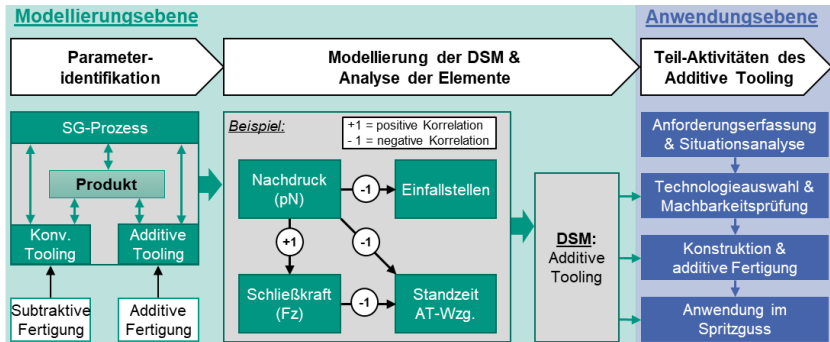 Modellierungsebene
Anwendungsebene
Parameter-
identifikation
Modellierung der DSM &
Analyse der Elemente
Teil-Aktivitäten des
Additive Tooling
SG-Prozess
Produkt
Konv.
Tooling
Additive
Tooling
Subtraktive
Fertigung
Additive
Fertigung
Beispiel:
+1 = positive Korrelation
- 1 = negative Korrelation
Nachdruck
(pN)
-1
Einfallstellen
+1
-1
Schließkraft
(Fz)
-1
Standzeit
AT-Wzg.
DSM:
Additive
Tooling
Anforderungserfassung
& Situationsanalyse
Technologieauswahl &
Machbarkeitsprüfung
Konstruktion &
additive Fertigung
Anwendung im
Spritzguss